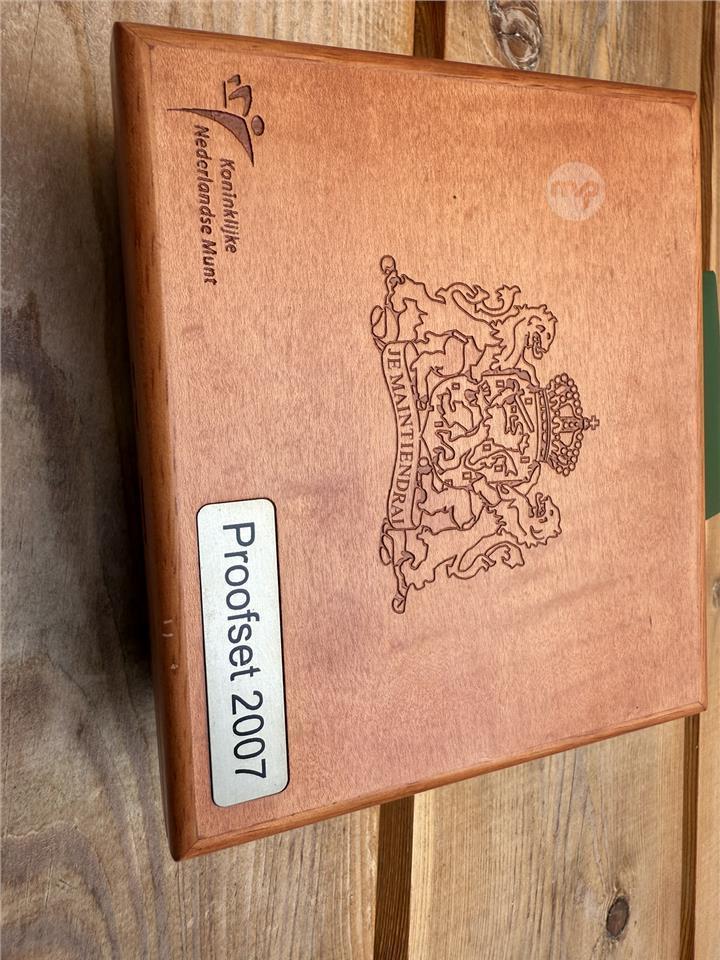 Koninklijke
Nederlandse Munt
JE MAINTIENDRAI
Proofset 2007